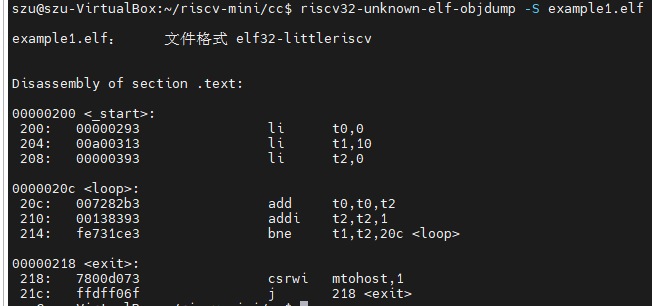 szu@szu-VirtualBox:~/riscv-mini/cc$ riscv32-unknown-elf-objdump -S example1.elf
example1.elf：     文件格式 elf32-littleriscv
Disassembly of section .text:
00000200 <_start>:
 200:	00000293          	li	t0,0
 204:	00a00313          	li	t1,10
 208:	00000393          	li	t2,0
0000020c <loop>:
 20c:	007282b3          	add	t0,t0,t2
 210:	00138393          	addi	t2,t2,1
 214:	fe731ce3          	bne	t1,t2,20c <loop>
00000218 <exit>:
 218:	7800d073          	csrwi	mtohost,1
 21c:	ffdff06f          	j	218 <exit>